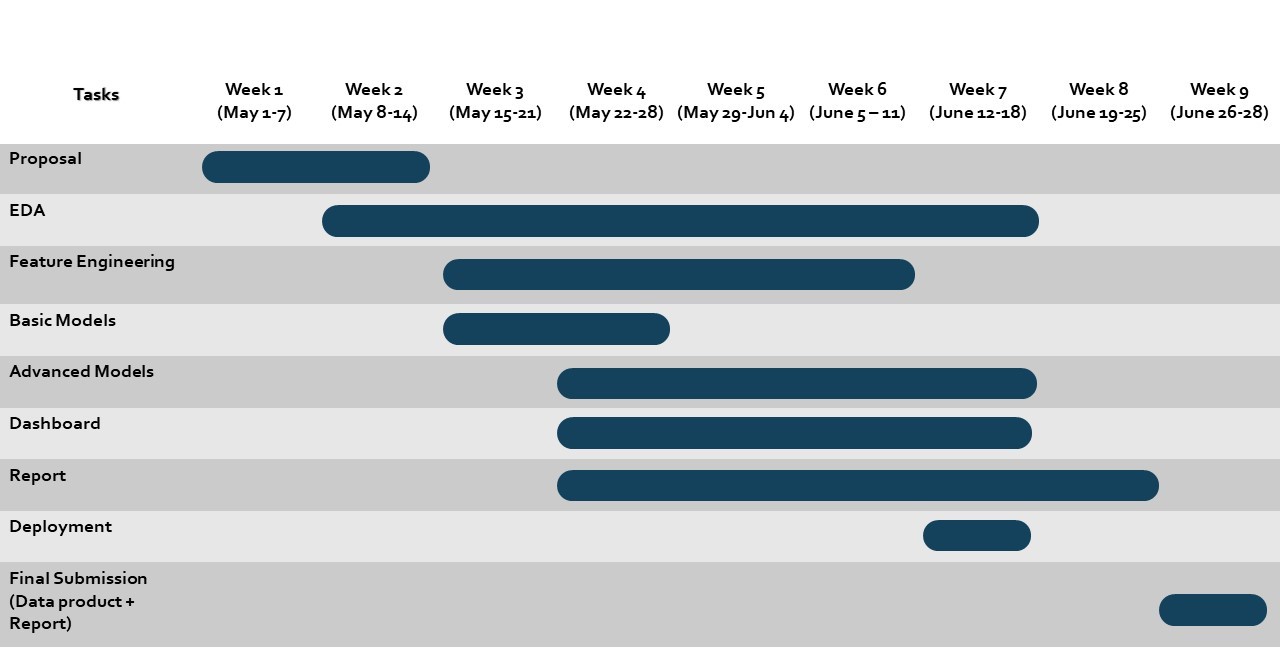 Tasks
Week 1
(May 1-7)
Week 2
(May 8-14)
Week 3
(May 15-21)
Week 4
(May 22-28)
Week 5
(May 29-Jun 4)
Week 6
(June 5 – 11)
Week 7
(June 12-18)
Week 8
(June 19-25)
Week 9
(June 26-28)
Proposal
EDA
Feature Engineering
Basic Models
Advanced Models
Dashboard
Report
Deployment
Final Submission
(Data product +
Report)